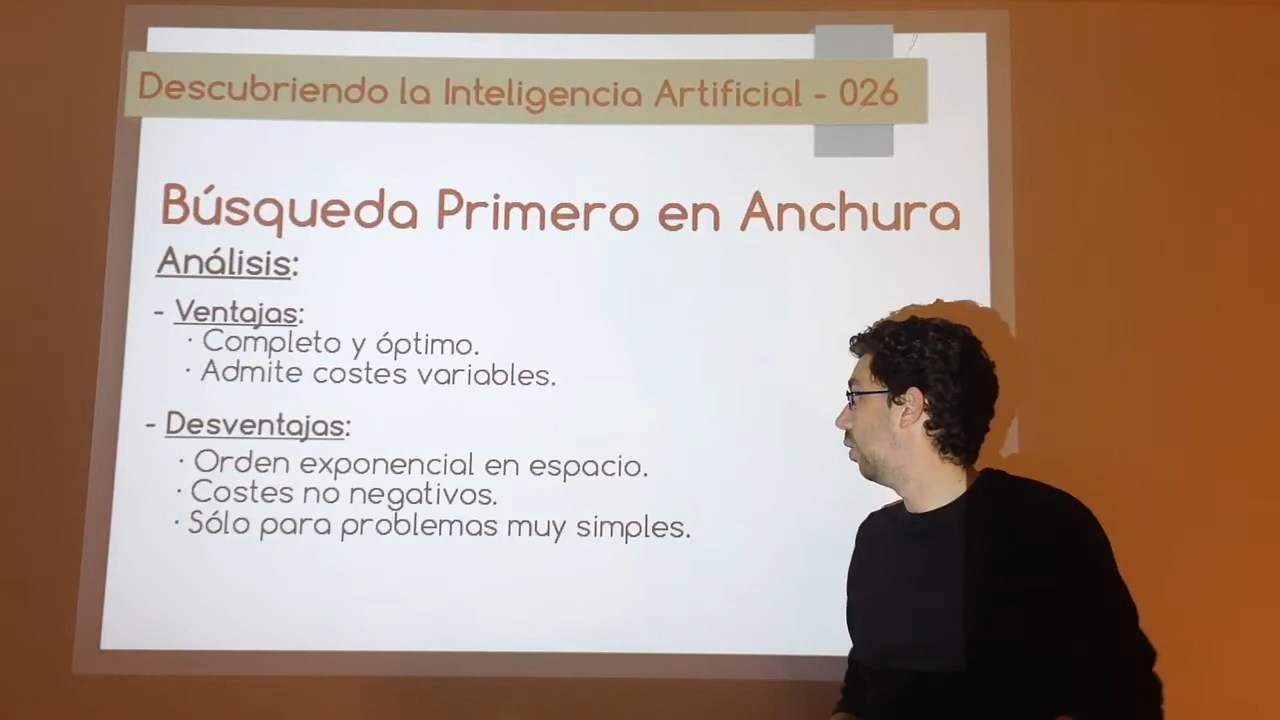 Descubriendo la Inteligencia Artificial - 026
Búsqueda Primero en Anchura
Análisis:
- Ventajas:
· Completo y óptimo.
· Admite costes variables.
- Desventajas:
· Orden exponencial en espacio.
· Costes no negativos.
· Sólo para problemas muy simples.